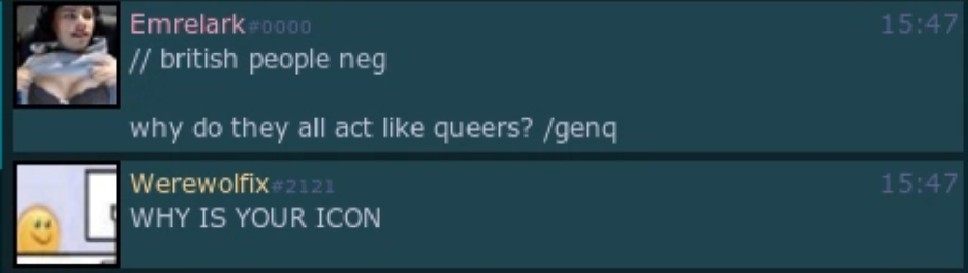 Emrelark#0000 15:47
// british people neg
why do they all act like queers? /genq
Werewolfix#2121 15:47
WHY IS YOUR ICON